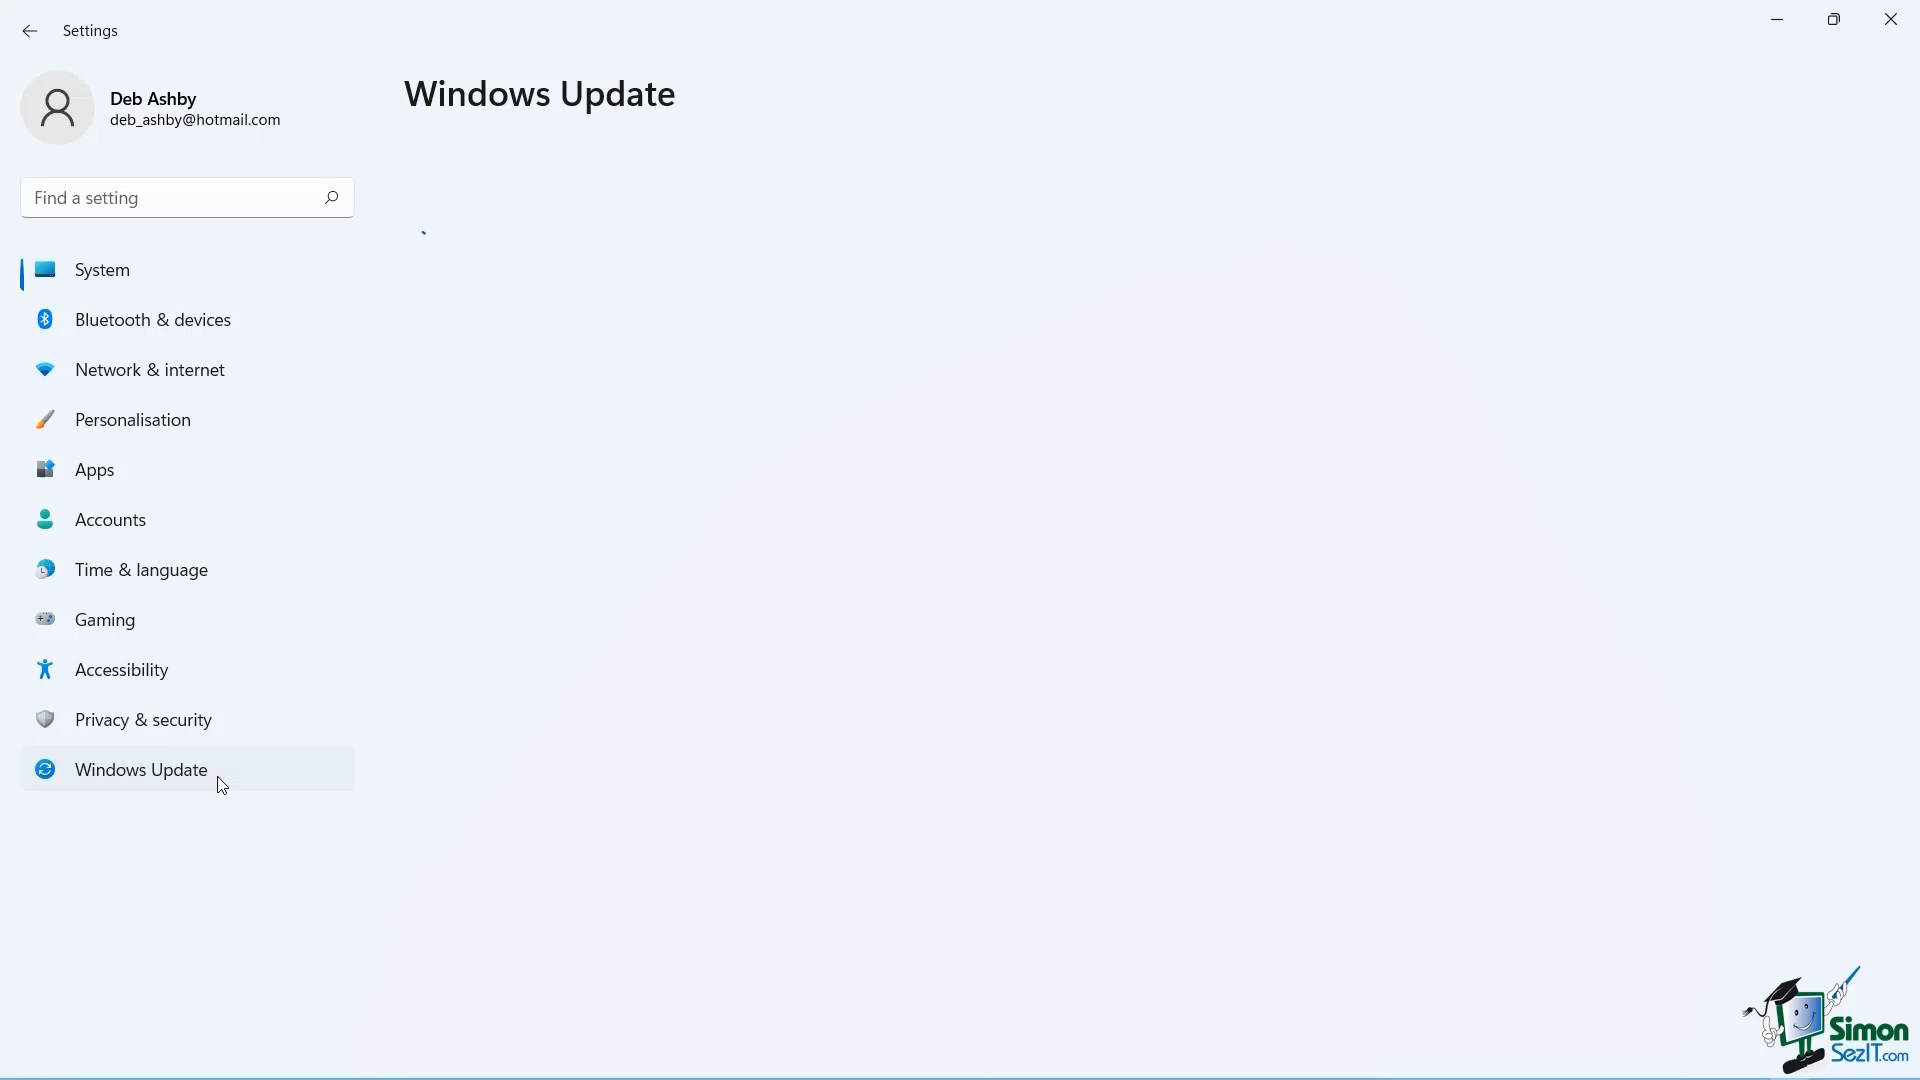 Settings
Deb Ashby
deb_ashby@hotmail.com
Find a setting
System
Bluetooth & devices
Network & internet
Personalisation
Apps
Accounts
Time & language
Gaming
Accessibility
Privacy & security
Windows Update
Windows Update
Simon
SezIT.com